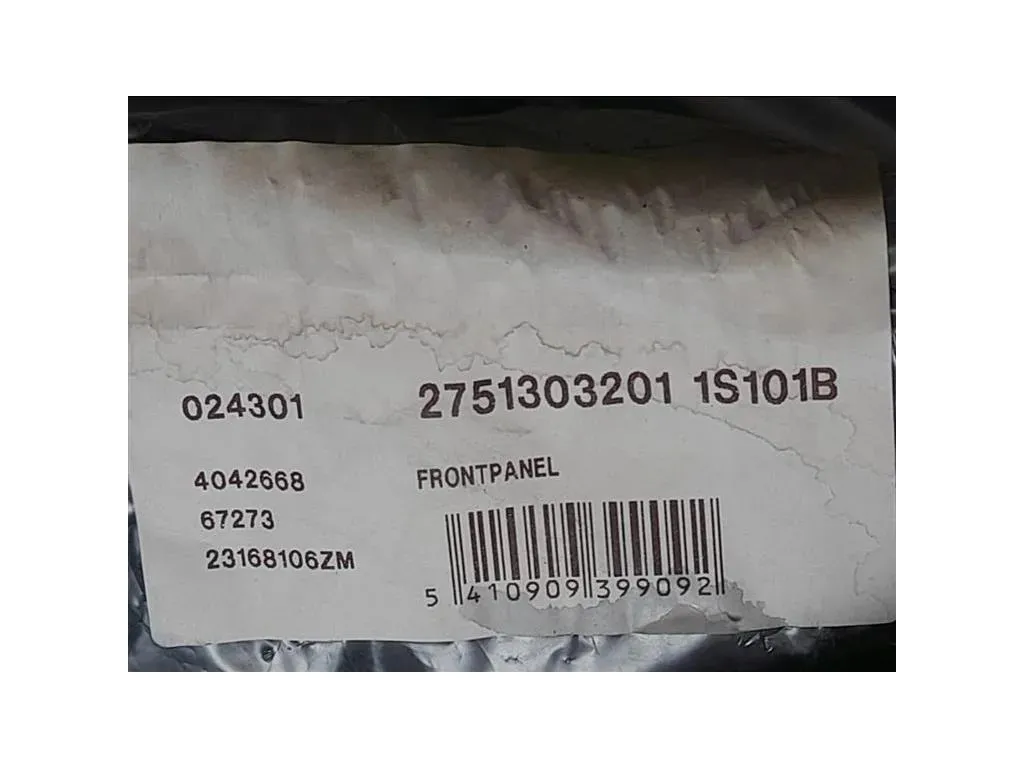 024301
2751303201 1S101B
4042668
FRONTPANEL
67273
23168106ZM
5 410909 399092